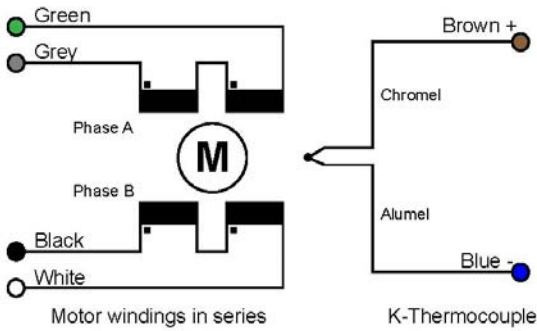 Green
Grey
Phase A
M
Phase B
Black
White
Motor windings in series
Brown +
Chromel
Alumel
Blue -
K-Thermocouple